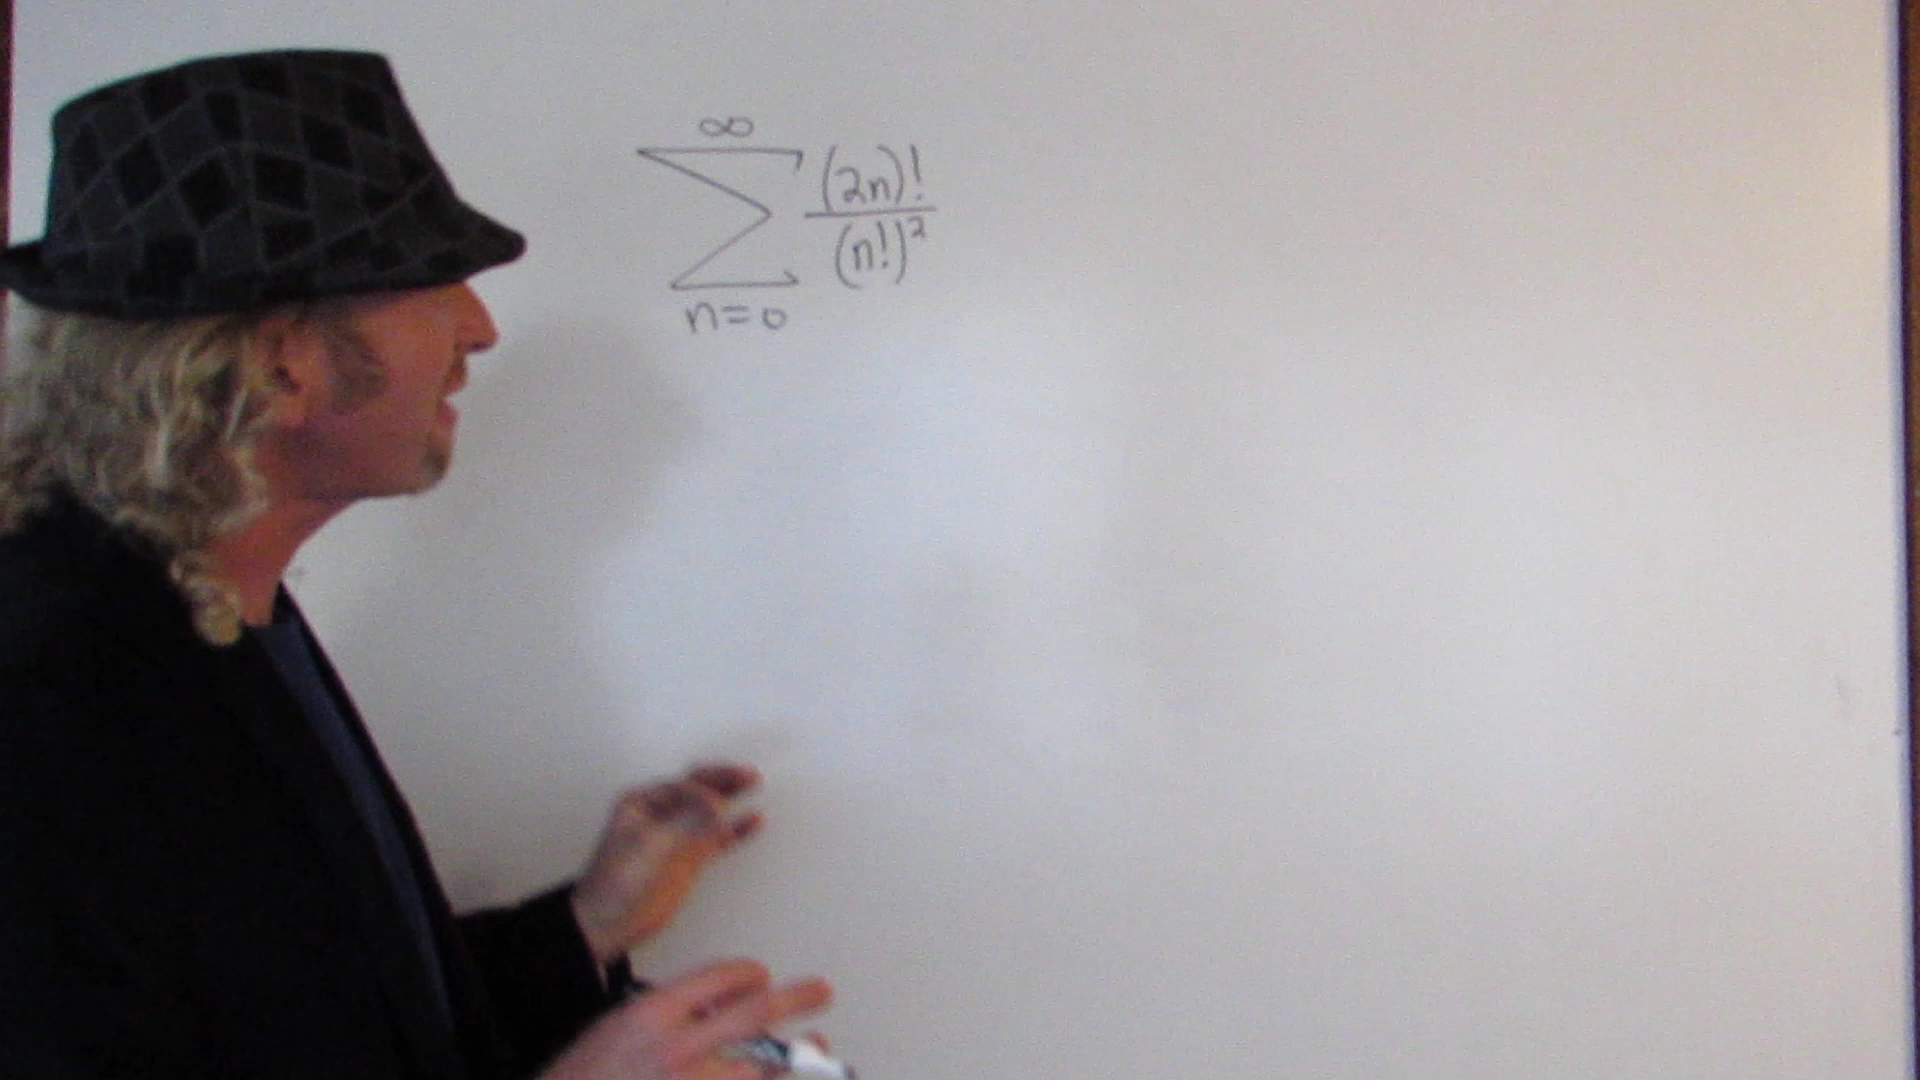 ∞
∑ (2n)! / (n!)²
n=0